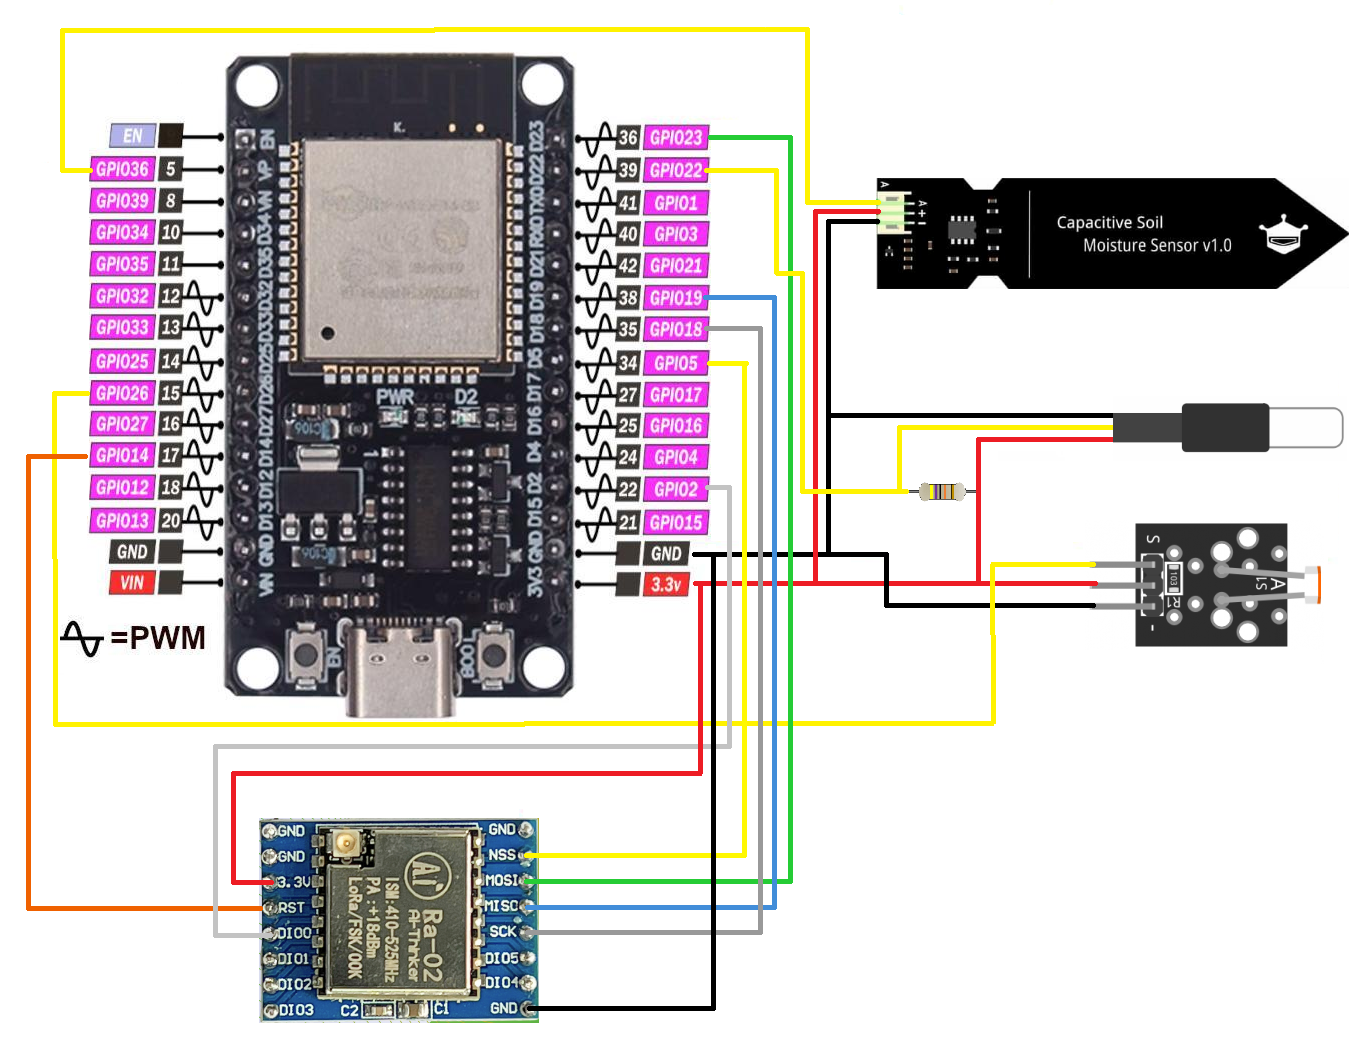 K.
EN
GPIO36 5
GPIO39 8
GPIO34 10
GPIO35 11
GPIO32 12
GPIO33 13
GPIO25 14
GPIO26 15
GPIO27 16
GPIO14 17
GPIO12 18
GPIO13 20
GND
VIN
=PWM
EN
VP
VN
D34
D35
D32
D33
D25
D26
D27
D14
D12
D13
GND
VIN
PWR
D2
1
EN
BOO
D23
D22
TX0
RX0
D21
D19
D18
D5
D17
D16
D4
D2
D15
GND
3V3
36 GPIO23
39 GPIO22
41 GPIO1
40 GPIO3
42 GPIO21
38 GPIO19
35 GPIO18
34 GPIO5
27 GPIO17
25 GPIO16
24 GPIO4
22 GPIO2
21 GPIO15
GND
3.3v
A
A
+
-
Capacitive Soil
Moisture Sensor v1.0
S
-
103
R1
LS
A
GND
GND
3.3V
RST
DIO0
DIO1
DIO2
DIO3
Ai
Ra-02
AI-Thinker
ISM:410-525MHz
PA:+18dBm
LoRa/FSK/OOK
C2
C1
GND
NSS
MOSI
MISO
SCK
DIO5
DIO4
GND